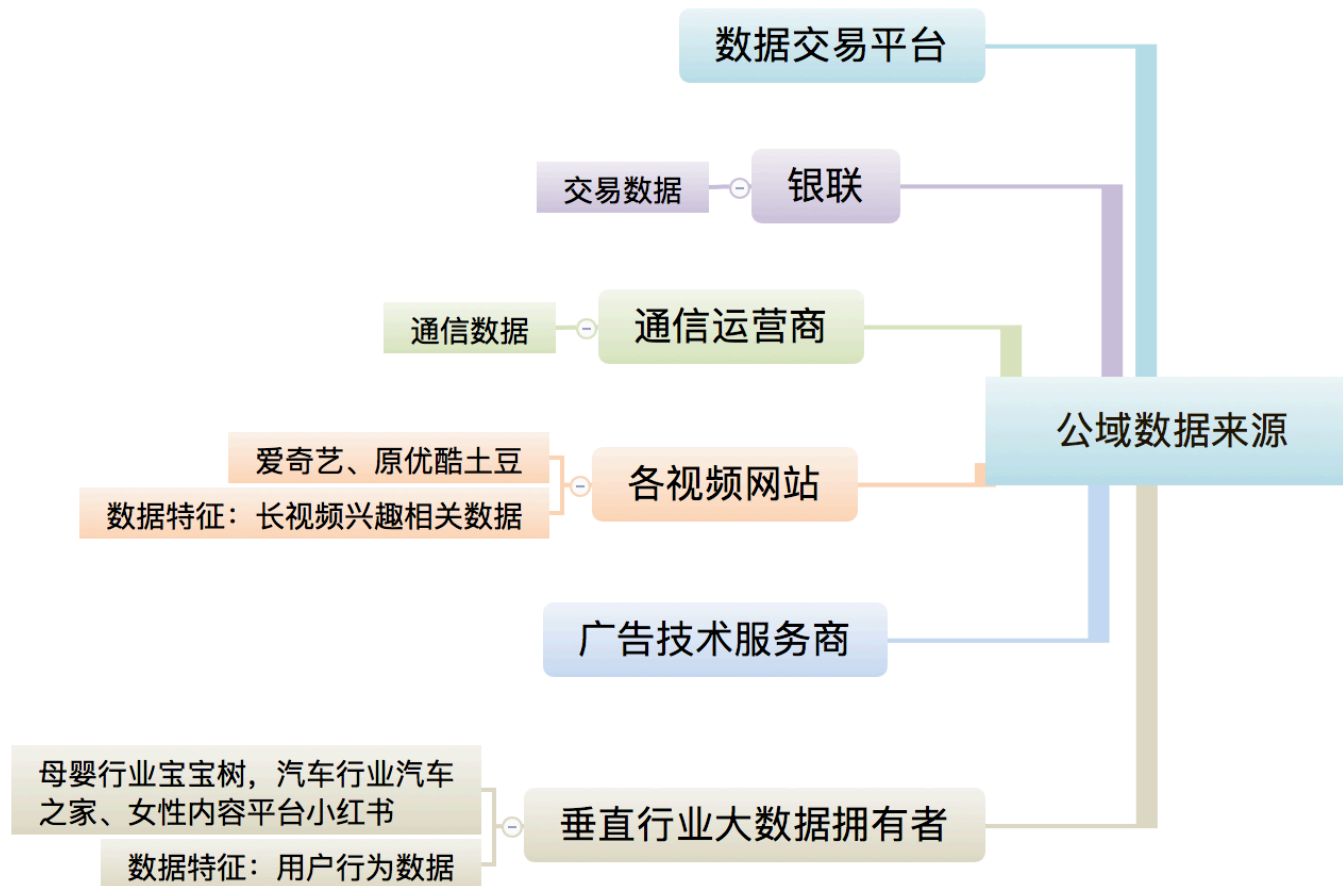 数据交易平台
银联
交易数据
通信运营商
通信数据
公域数据来源
各视频网站
爱奇艺、原优酷土豆
数据特征：长视频兴趣相关数据
广告技术服务商
垂直行业大数据拥有者
母婴行业宝宝树，汽车行业汽车
之家、女性内容平台小红书
数据特征：用户行为数据